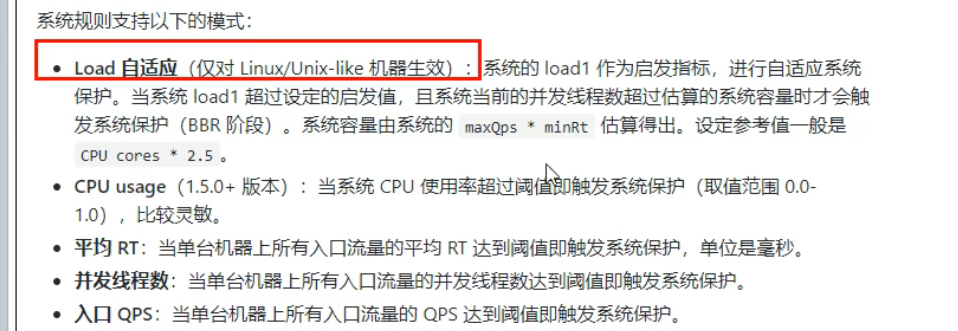 系统规则支持以下的模式：
• Load 自适应（仅对 Linux/Unix-like 机器生效）：系统的 load1 作为启发指标，进行自适应系统
保护。当系统 load1 超过设定的启发值，且系统当前的并发线程数超过估算的系统容量时才会触
发系统保护（BBR 阶段）。系统容量由系统的 maxQps * minRt 估算得出。设定参考值一般是
CPU cores * 2.5。
• CPU usage（1.5.0+ 版本）：当系统 CPU 使用率超过阈值即触发系统保护（取值范围 0.0-
1.0），比较灵敏。
• 平均 RT：当单台机器上所有入口流量的平均 RT 达到阈值即触发系统保护，单位是毫秒。
• 并发线程数：当单台机器上所有入口流量的并发线程数达到阈值即触发系统保护。
• 入口 QPS：当单台机器上所有入口流量的 QPS 达到阈值即触发系统保护。